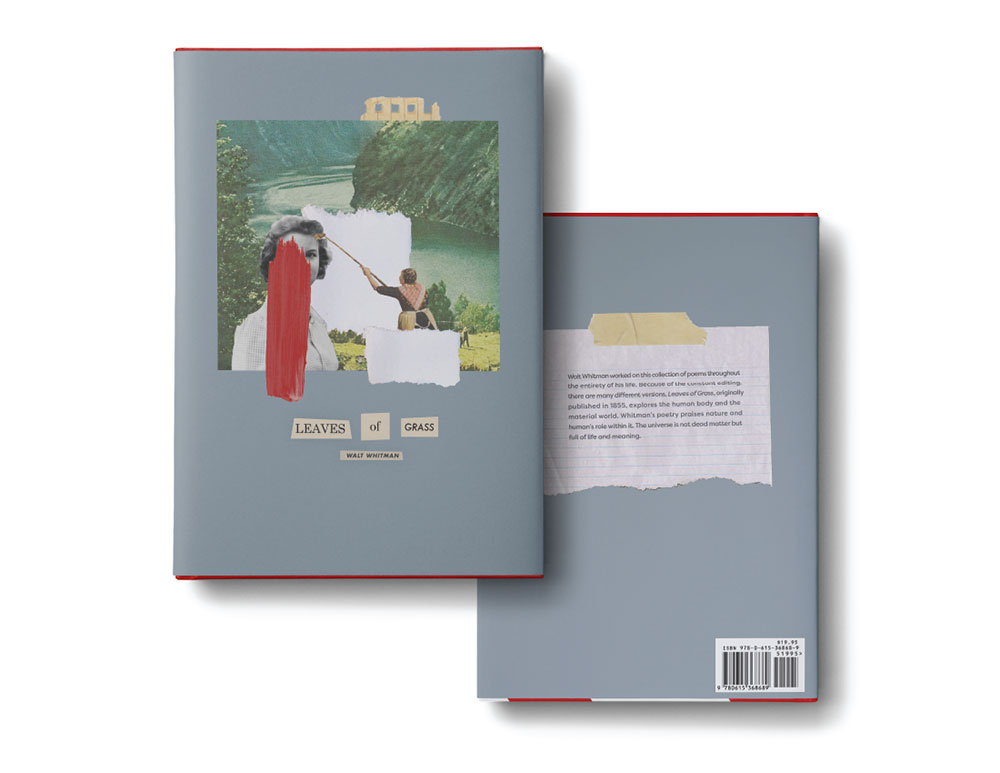 LEAVES of GRASS
WALT WHITMAN
Walt Whitman worked on this collection of poems throughout
the entirety of his life. Because of the constant editing,
there are many different versions. Leaves of Grass, originally
published in 1855, explores the human body and the
material world. Whitman's poetry praises nature and
human's role within it. The universe is not dead matter but
full of life and meaning.
$19.95
ISBN 978-0-615-36868-9
51995>
9 780615 368689